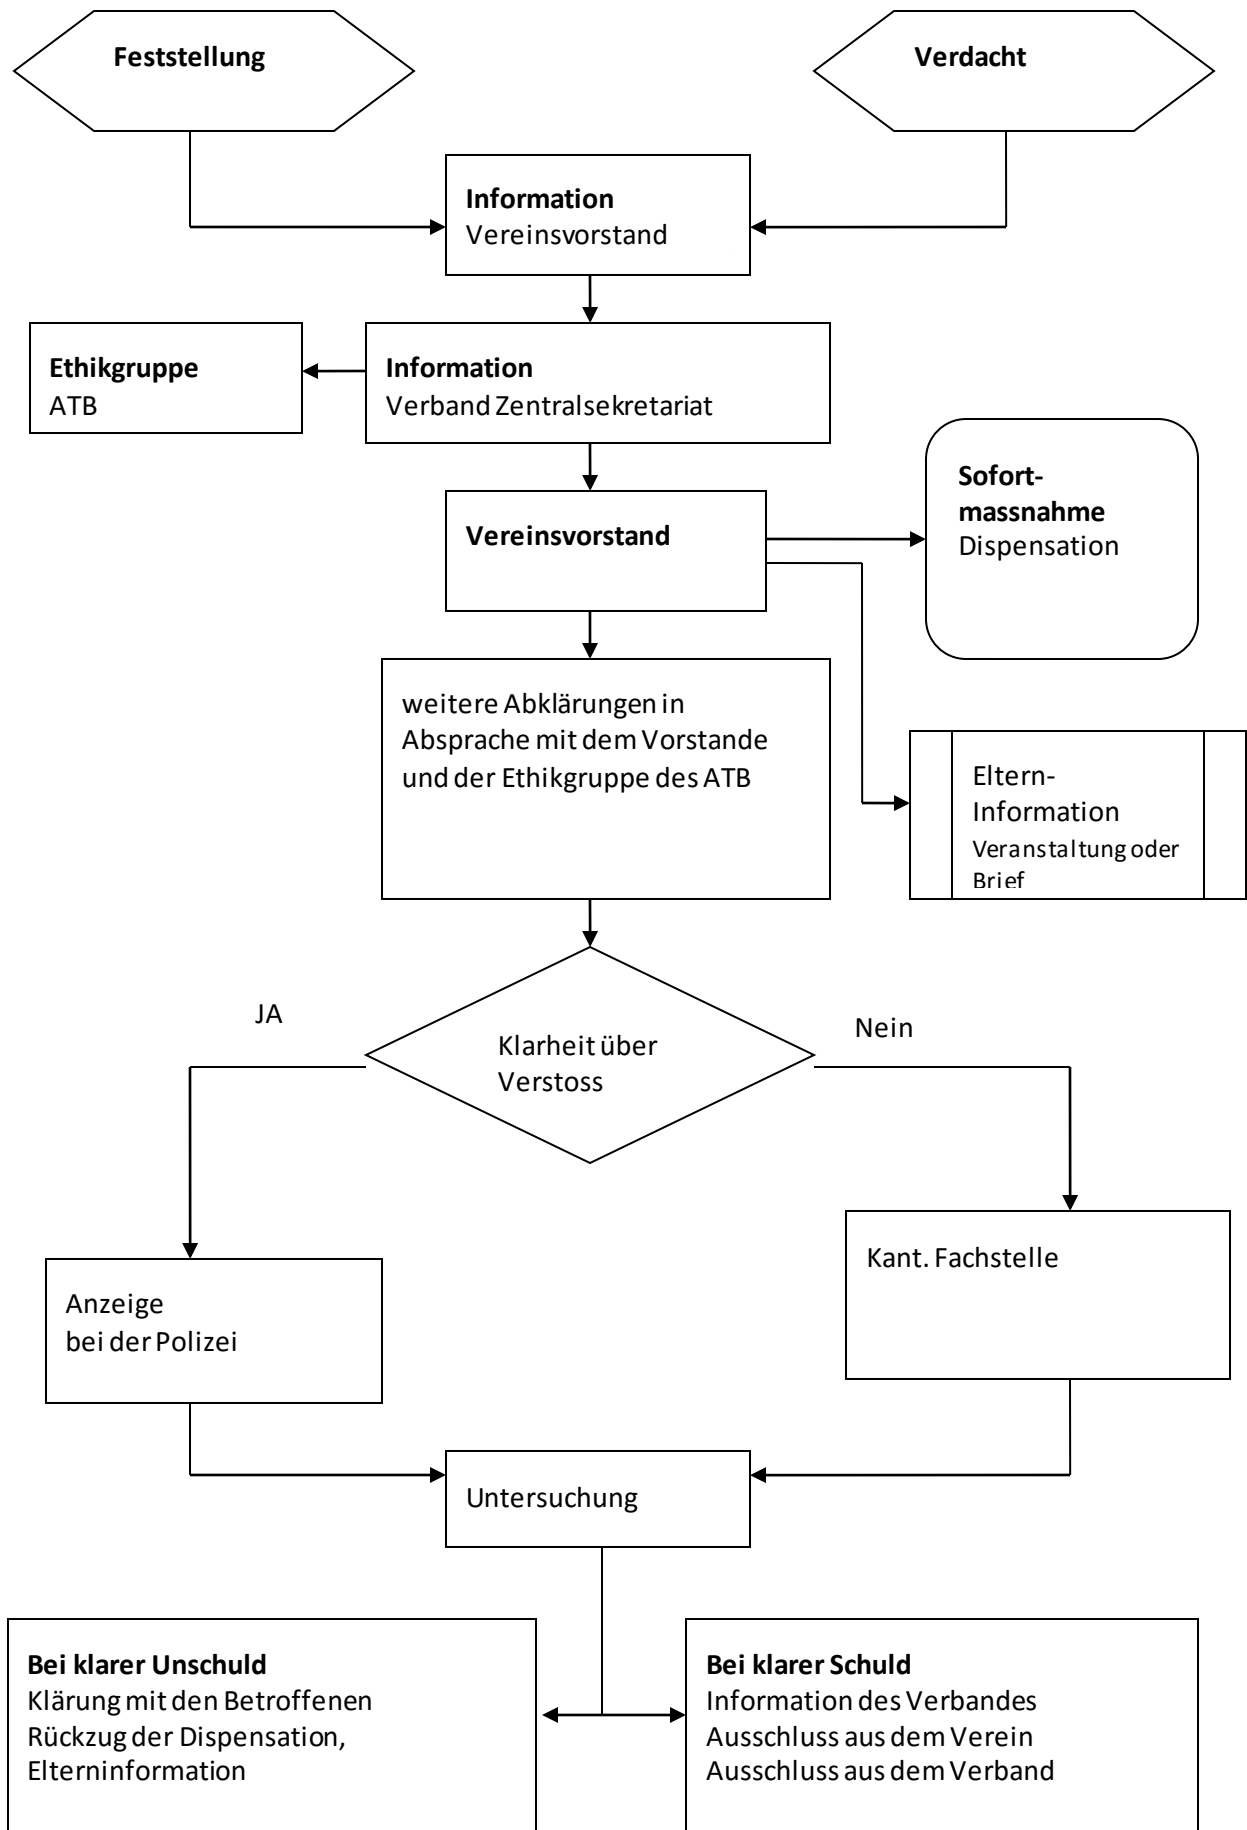 Feststellung
Verdacht
Information
Vereinsvorstand
Ethikgruppe
ATB
Information
Verband Zentralsekretariat
Sofort-
massnahme
Dispensation
Vereinsvorstand
weitere Abklärungen in
Absprache mit dem Vorstande
und der Ethikgruppe des ATB
Eltern-
Information
Veranstaltung oder
Brief
JA
Nein
Klarheit über
Verstoss
Kant. Fachstelle
Anzeige
bei der Polizei
Untersuchung
Bei klarer Unschuld
Klärung mit den Betroffenen
Rückzug der Dispensation,
Elterninformation
Bei klarer Schuld
Information des Verbandes
Ausschluss aus dem Verein
Ausschluss aus dem Verband